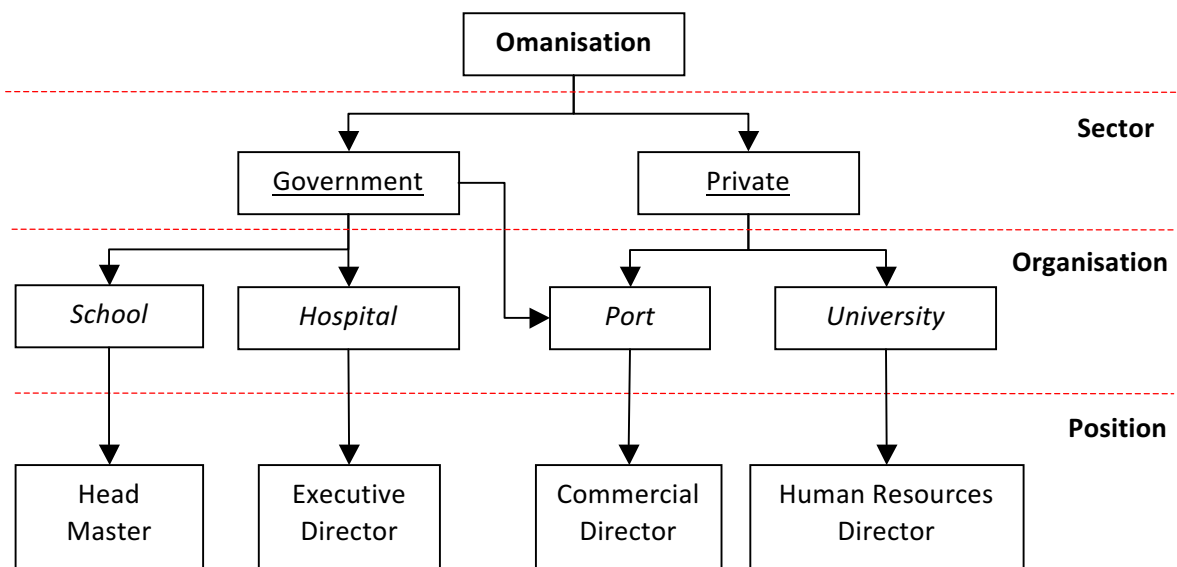 Omanisation
Sector
Government
Private
Organisation
School
Hospital
Port
University
Position
Head
Master
Executive
Director
Commercial
Director
Human Resources
Director